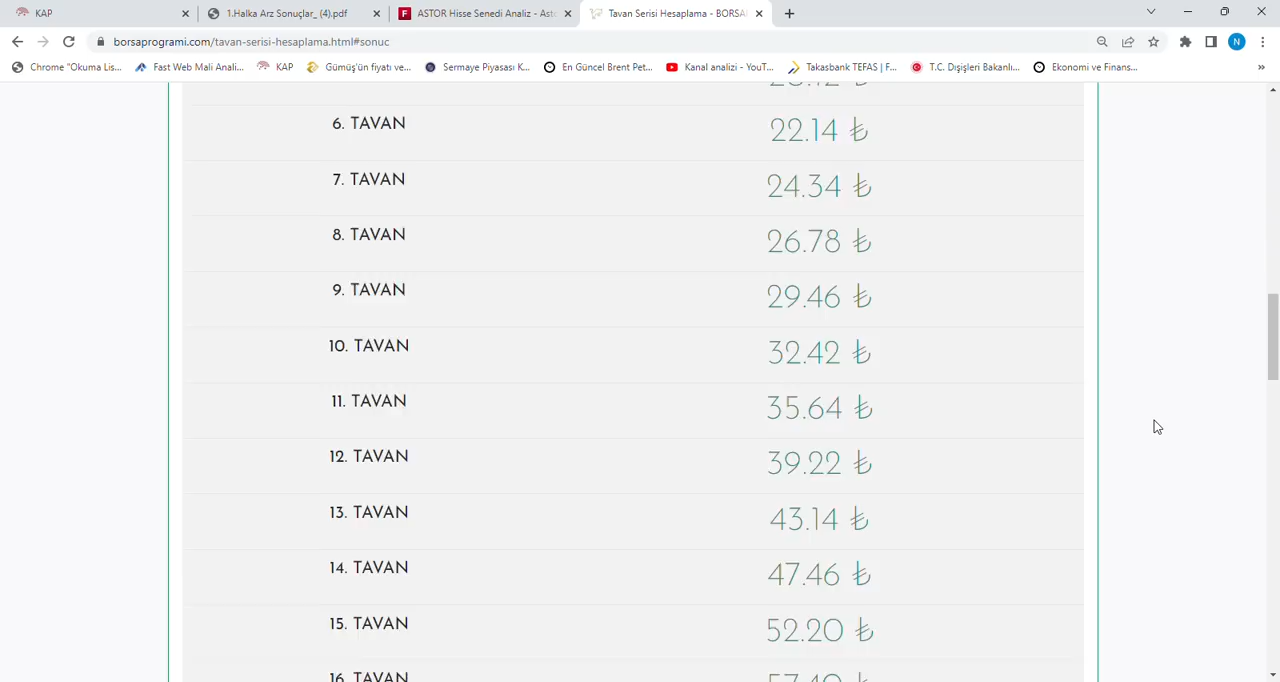 KAP
1.Halka Arz Sonuçlar_ (4).pdf
ASTOR Hisse Senedi Analiz - Asto
Tavan Serisi Hesaplama - BORSA
borsaprogrami.com/tavan-serisi-hesaplama.html#sonuc
N
Chrome "Okuma Lis...
Fast Web Mali Anali...
KAP
Gümüş'ün fiyatı ve...
Sermaye Piyasası K...
En Güncel Brent Pet...
Kanal analizi - YouT...
Takasbank TEFAS | F...
T.C. Dışişleri Bakanlı...
Ekonomi ve Finans...
»
6. TAVAN 22.14 ₺
7. TAVAN 24.34 ₺
8. TAVAN 26.78 ₺
9. TAVAN 29.46 ₺
10. TAVAN 32.42 ₺
11. TAVAN 35.64 ₺
12. TAVAN 39.22 ₺
13. TAVAN 43.14 ₺
14. TAVAN 47.46 ₺
15. TAVAN 52.20 ₺
16. TAVAN